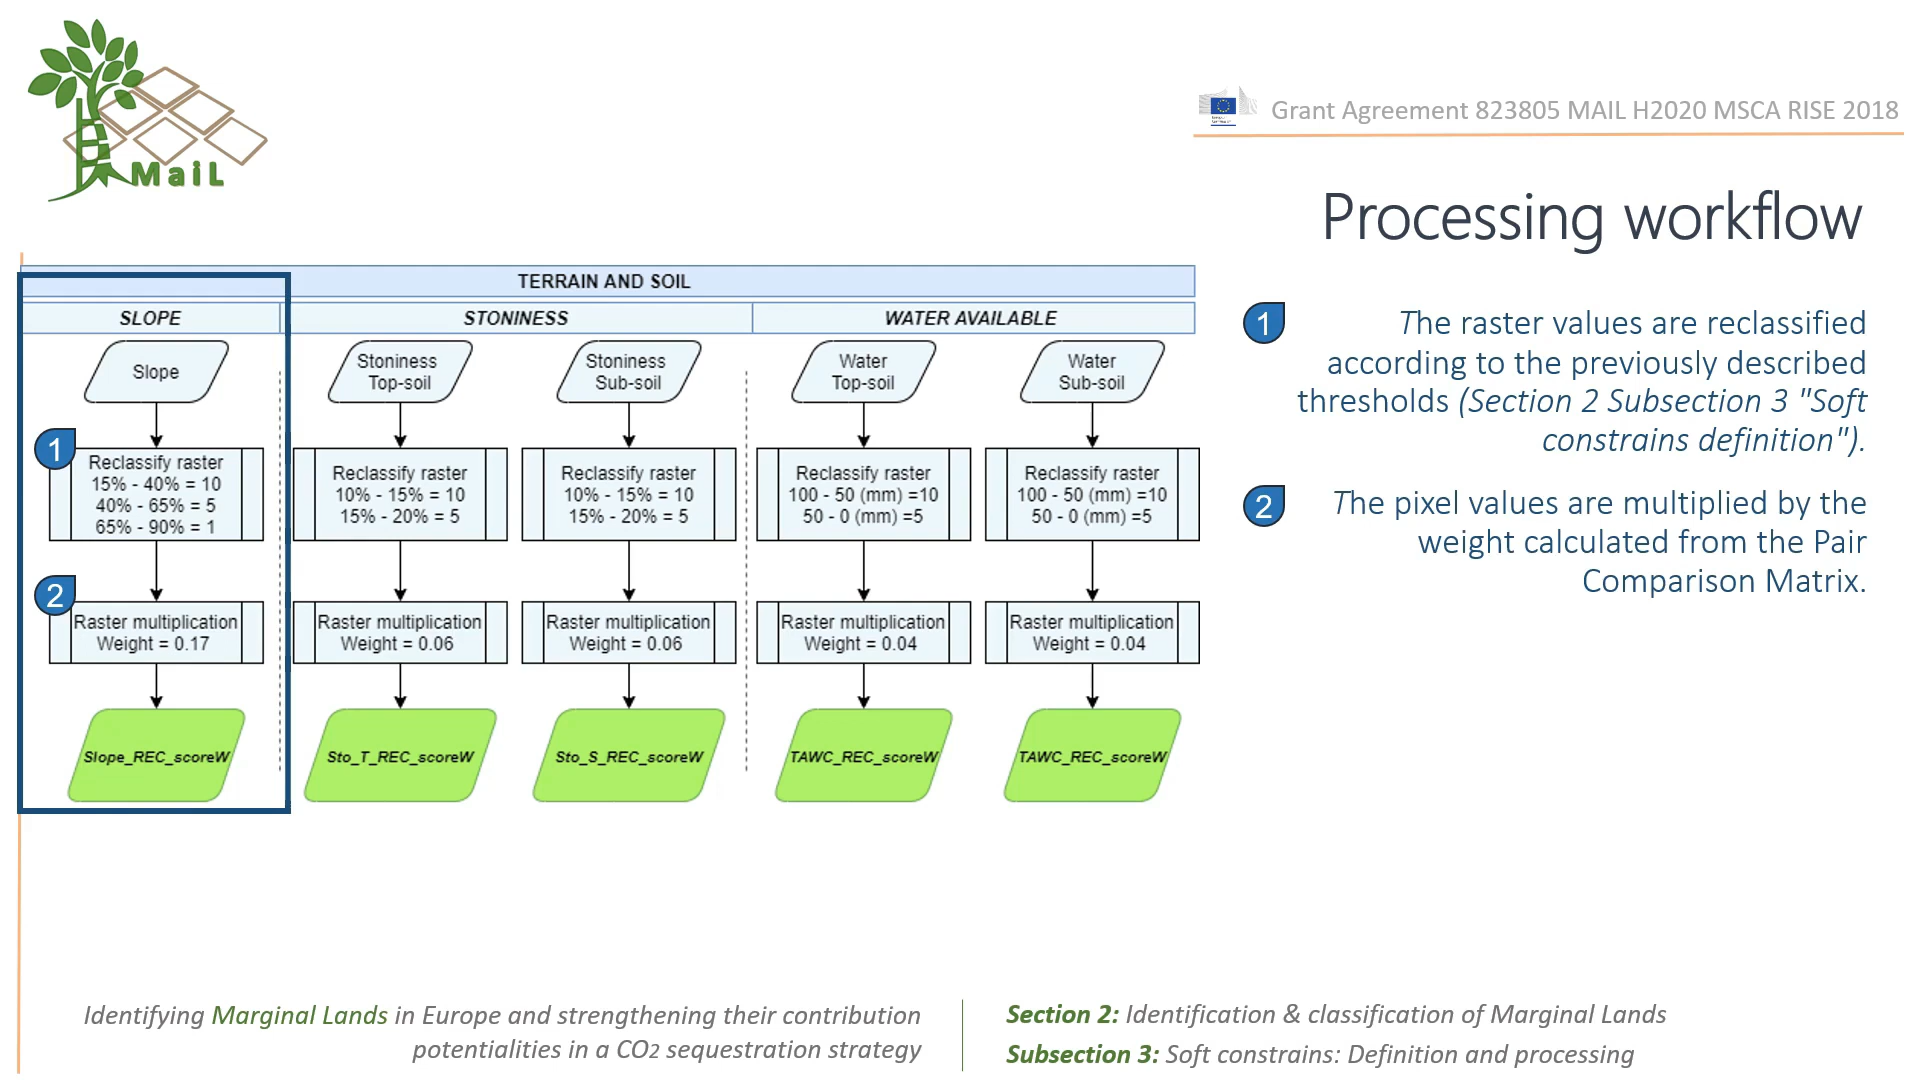 MaiL
Grant Agreement 823805 MAIL H2020 MSCA RISE 2018
Processing workflow
TERRAIN AND SOIL
SLOPE
STONINESS
WATER AVAILABLE
Slope
Stoniness
Top-soil
Stoniness
Sub-soil
Water
Top-soil
Water
Sub-soil
1
Reclassify raster
15% - 40% = 10
40% - 65% = 5
65% - 90% = 1
Reclassify raster
10% - 15% = 10
15% - 20% = 5
Reclassify raster
10% - 15% = 10
15% - 20% = 5
Reclassify raster
100 - 50 (mm) =10
50 - 0 (mm) =5
Reclassify raster
100 - 50 (mm) =10
50 - 0 (mm) =5
2
Raster multiplication
Weight = 0.17
Raster multiplication
Weight = 0.06
Raster multiplication
Weight = 0.06
Raster multiplication
Weight = 0.04
Raster multiplication
Weight = 0.04
Slope_REC_scoreW
Sto_T_REC_scoreW
Sto_S_REC_scoreW
TAWC_REC_scoreW
TAWC_REC_scoreW
1
The raster values are reclassified
according to the previously described
thresholds (Section 2 Subsection 3 "Soft
constrains definition").
2
The pixel values are multiplied by the
weight calculated from the Pair
Comparison Matrix.
Identifying Marginal Lands in Europe and strengthening their contribution
potentialities in a CO2 sequestration strategy
Section 2: Identification & classification of Marginal Lands
Subsection 3: Soft constrains: Definition and processing